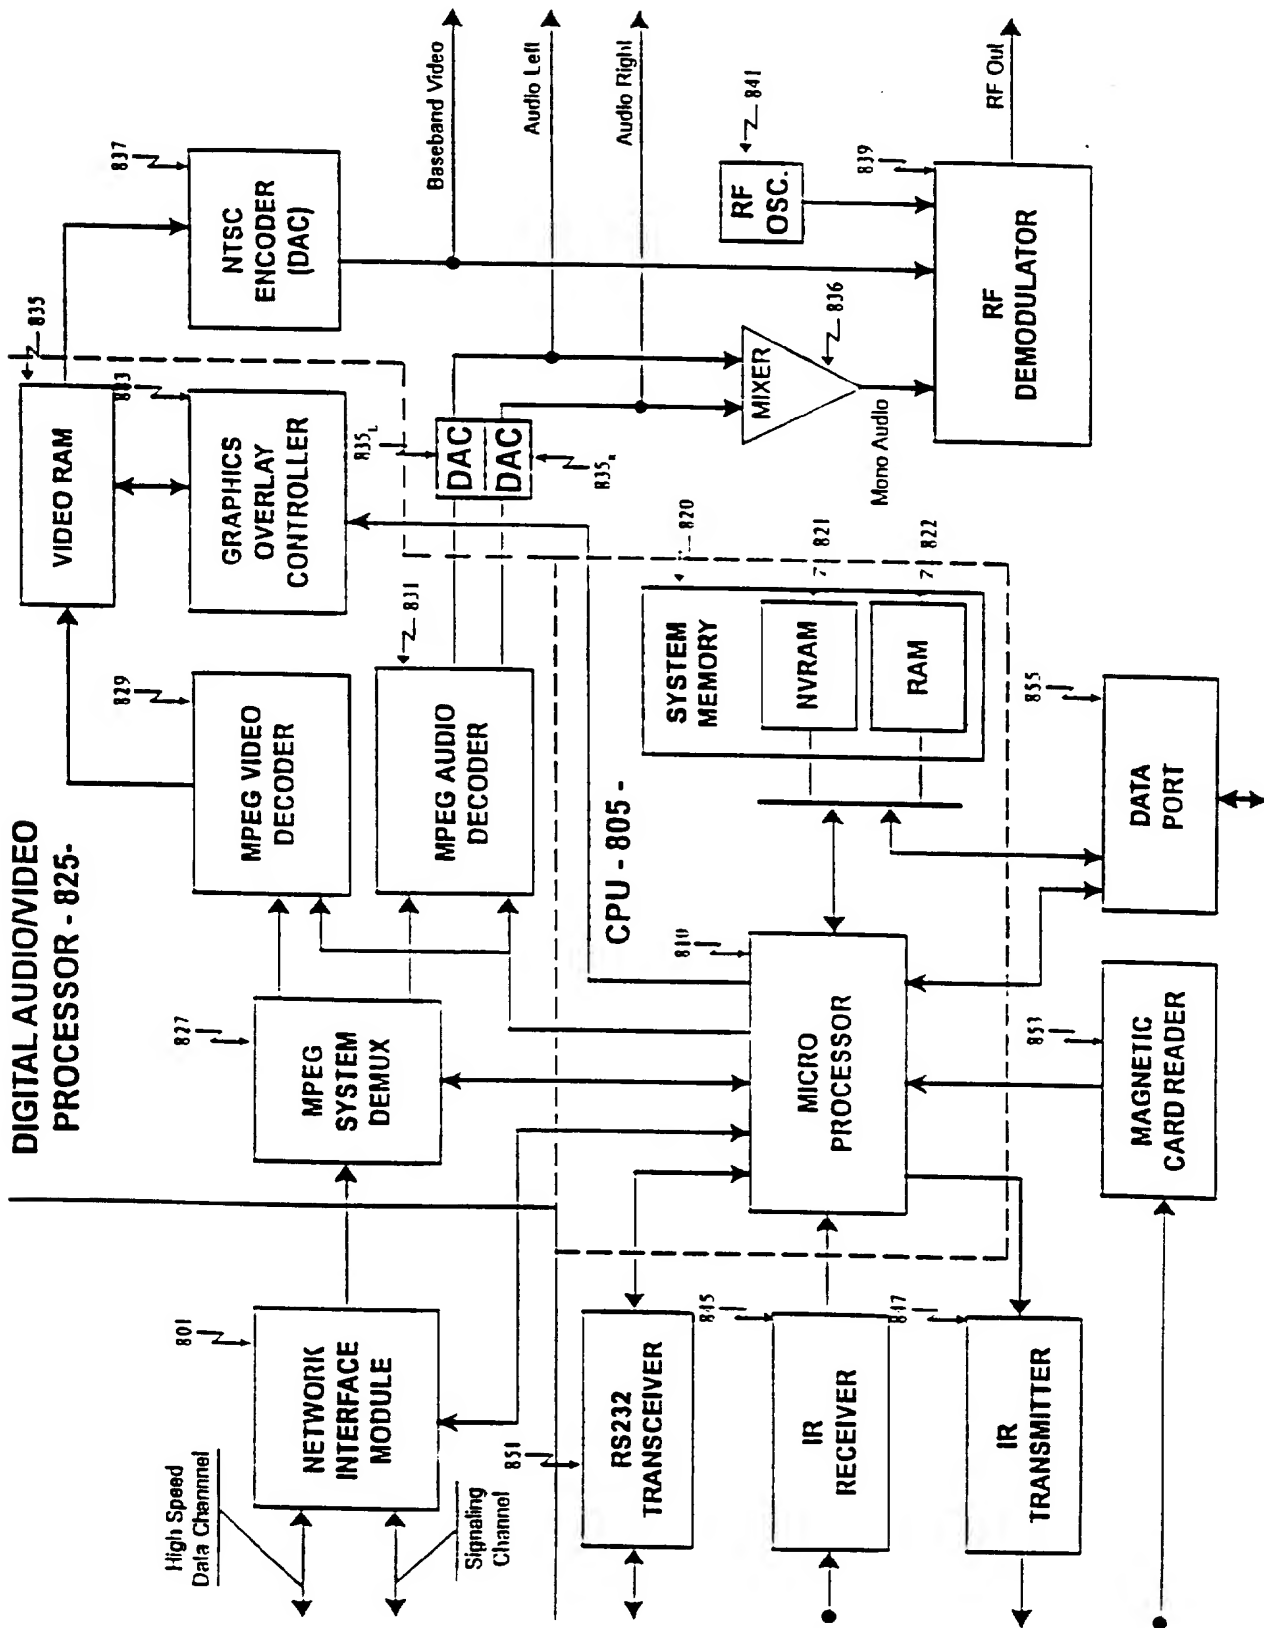 DIGITAL AUDIO/VIDEO
PROCESSOR - 825-
High Speed
Data Channel
Signaling
Channel
801
NETWORK
INTERFACE
MODULE
827
MPEG
SYSTEM
DEMUX
829
MPEG VIDEO
DECODER
831
MPEG AUDIO
DECODER
835
VIDEO RAM
GRAPHICS
OVERLAY
CONTROLLER
837
NTSC
ENCODER
(DAC)
835L
DAC
DAC
835R
Baseband Video
Audio Left
Audio Right
MIXER
836
Mono Audio
841
RF
OSC.
839
RF
DEMODULATOR
RF Out
CPU - 805 -
810
MICRO
PROCESSOR
820
SYSTEM
MEMORY
821
NVRAM
822
RAM
851
RS232
TRANSCEIVER
845
IR
RECEIVER
847
IR
TRANSMITTER
853
MAGNETIC
CARD READER
855
DATA
PORT